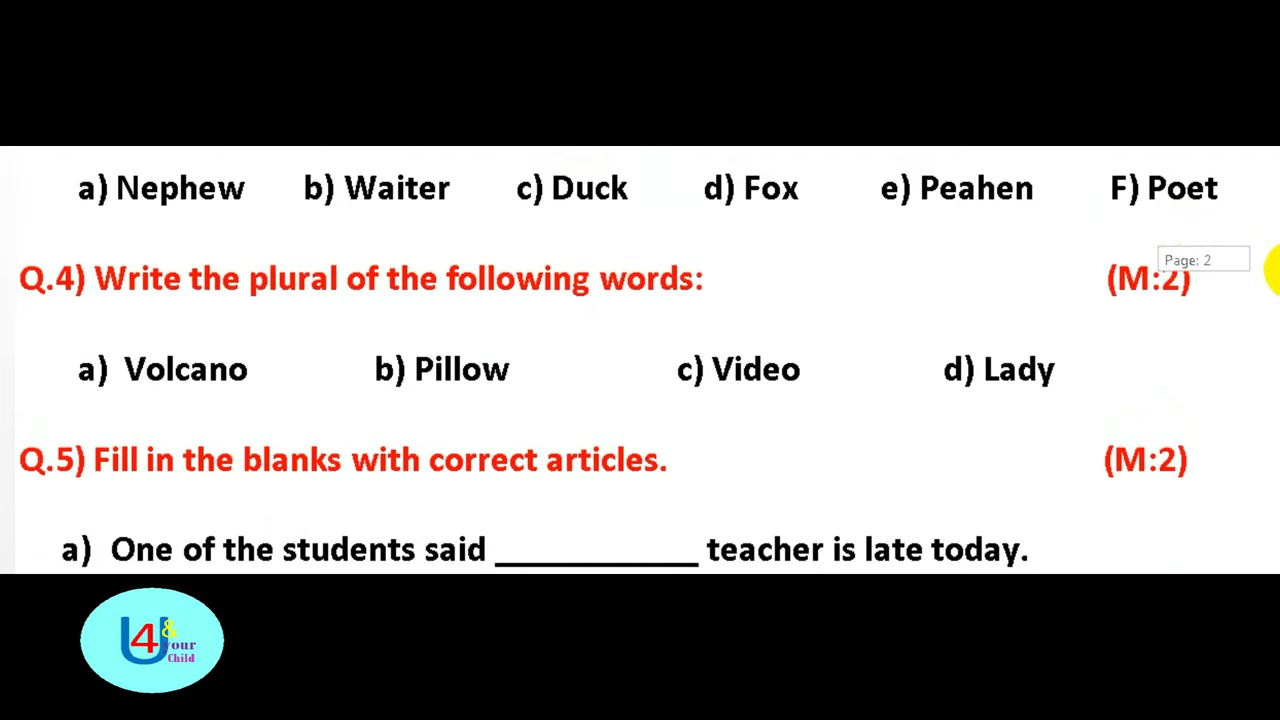 a) Nephew b) Waiter c) Duck d) Fox e) Peahen F) Poet
Page: 2
Q.4) Write the plural of the following words: (M:2)
a) Volcano b) Pillow c) Video d) Lady
Q.5) Fill in the blanks with correct articles. (M:2)
a) One of the students said ____________ teacher is late today.
U4&
your
Child